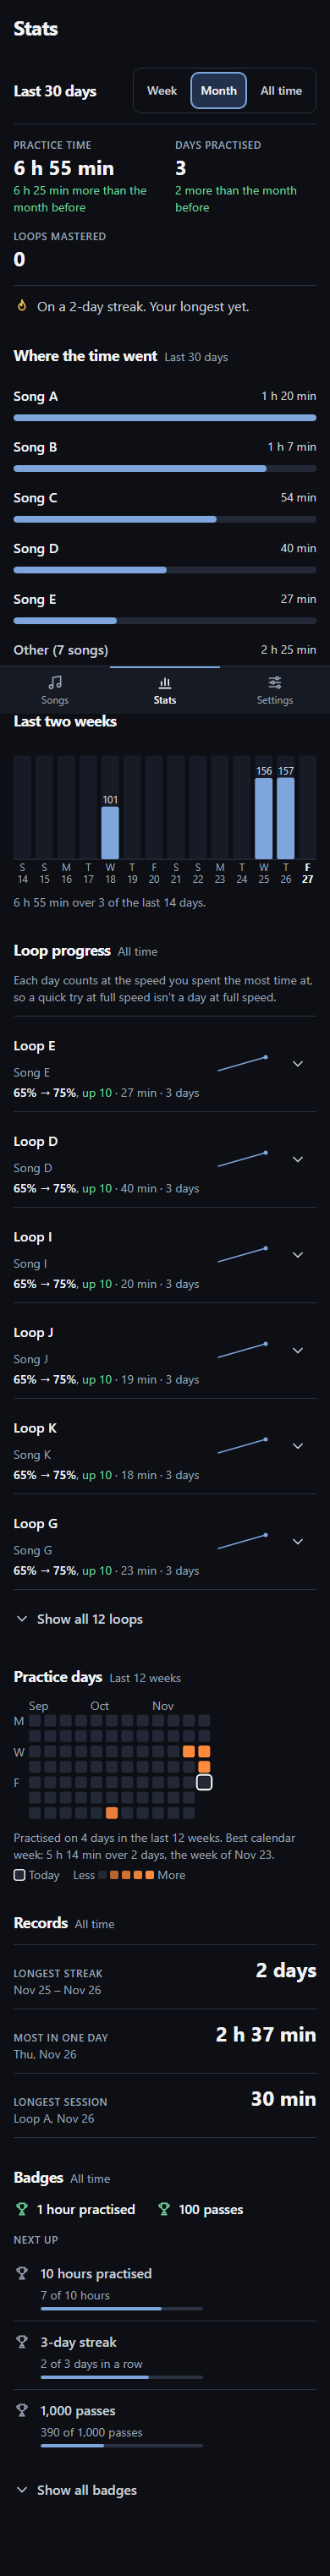 Stats
Last 30 days
Week
Month
All time
PRACTICE TIME
6 h 55 min
6 h 25 min more than the
month before
DAYS PRACTISED
3
2 more than the month
before
LOOPS MASTERED
0
On a 2-day streak. Your longest yet.
Where the time went Last 30 days
Song A 1 h 20 min
Song B 1 h 7 min
Song C 54 min
Song D 40 min
Song E 27 min
Other (7 songs) 2 h 25 min
Songs
Stats
Settings
Last two weeks
101
156
157
S S M T W T F S S M T W T F
14 15 16 17 18 19 20 21 22 23 24 25 26 27
6 h 55 min over 3 of the last 14 days.
Loop progress All time
Each day counts at the speed you spent the most time at,
so a quick try at full speed isn't a day at full speed.
Loop E
Song E
65% → 75%, up 10 · 27 min · 3 days
Loop D
Song D
65% → 75%, up 10 · 40 min · 3 days
Loop I
Song I
65% → 75%, up 10 · 20 min · 3 days
Loop J
Song J
65% → 75%, up 10 · 19 min · 3 days
Loop K
Song K
65% → 75%, up 10 · 18 min · 3 days
Loop G
Song G
65% → 75%, up 10 · 23 min · 3 days
Show all 12 loops
Practice days Last 12 weeks
Sep Oct Nov
M
W
F
Practised on 4 days in the last 12 weeks. Best calendar
week: 5 h 14 min over 2 days, the week of Nov 23.
Today Less More
Records All time
LONGEST STREAK
Nov 25 – Nov 26
2 days
MOST IN ONE DAY
Thu, Nov 26
2 h 37 min
LONGEST SESSION
Loop A, Nov 26
30 min
Badges All time
1 hour practised
100 passes
NEXT UP
10 hours practised
7 of 10 hours
3-day streak
2 of 3 days in a row
1,000 passes
390 of 1,000 passes
Show all badges